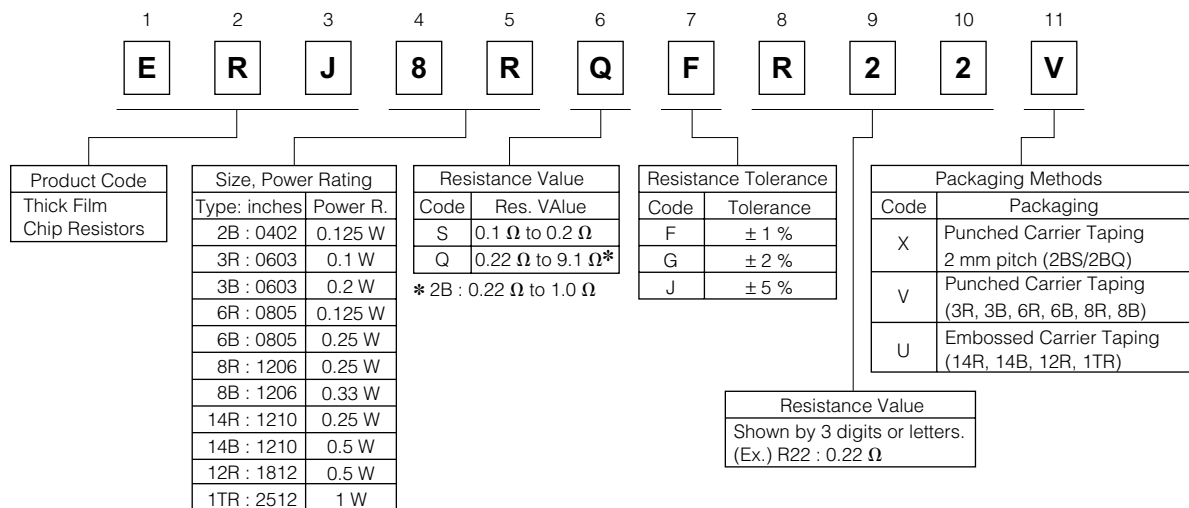 1 2 3 4 5 6 7 8 9 10 11
E R J 8 R Q F R 2 2 V
Product Code
Thick Film
Chip Resistors
Size, Power Rating
Type: inches Power R.
2B : 0402 0.125 W
3R : 0603 0.1 W
3B : 0603 0.2 W
6R : 0805 0.125 W
6B : 0805 0.25 W
8R : 1206 0.25 W
8B : 1206 0.33 W
14R : 1210 0.25 W
14B : 1210 0.5 W
12R : 1812 0.5 W
1TR : 2512 1 W
Resistance Value
Code Res. VAlue
S 0.1 Ω to 0.2 Ω
Q 0.22 Ω to 9.1 Ω*
* 2B : 0.22 Ω to 1.0 Ω
Resistance Tolerance
Code Tolerance
F ± 1 %
G ± 2 %
J ± 5 %
Resistance Value
Shown by 3 digits or letters.
(Ex.) R22 : 0.22 Ω
Packaging Methods
Code Packaging
X Punched Carrier Taping
2 mm pitch (2BS/2BQ)
V Punched Carrier Taping
(3R, 3B, 6R, 6B, 8R, 8B)
U Embossed Carrier Taping
(14R, 14B, 12R, 1TR)